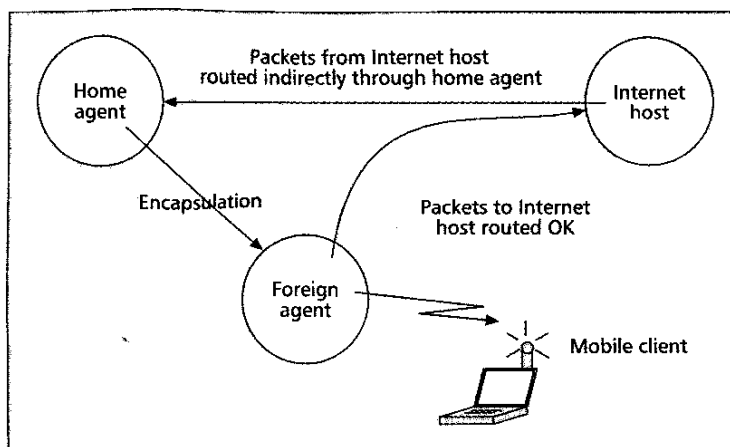 Packets from Internet host
routed indirectly through home agent
Home
agent
Internet
host
Encapsulation
Packets to Internet
host routed OK
Foreign
agent
Mobile client